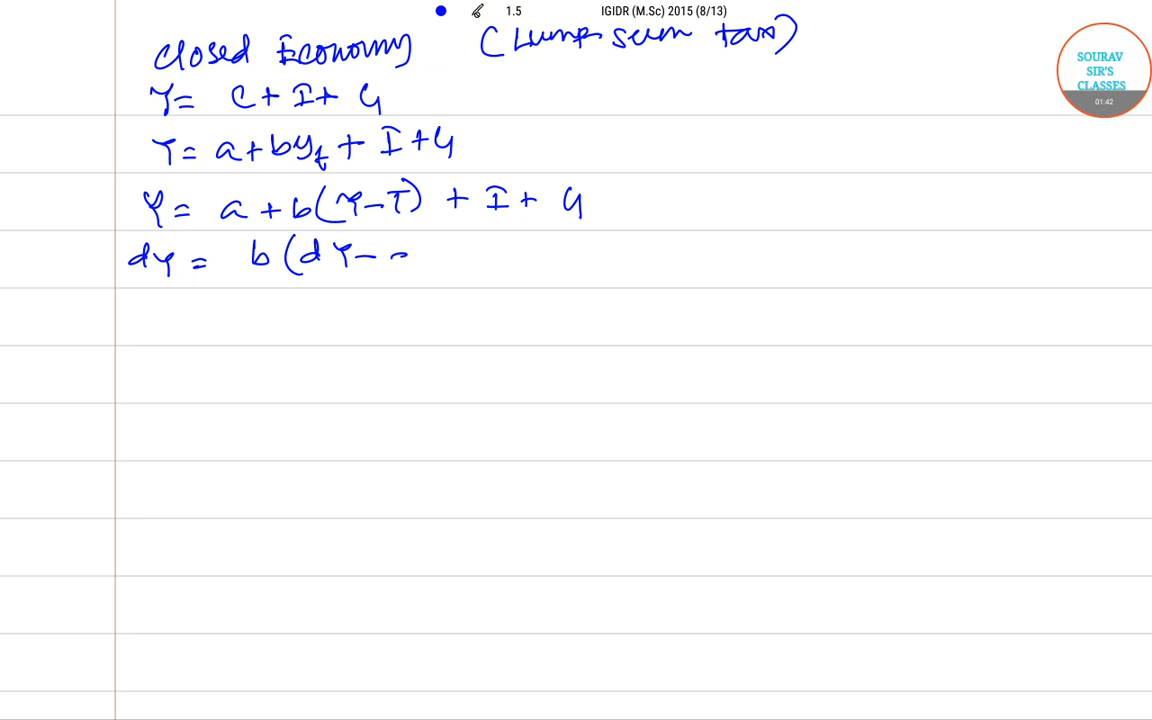 1.5 IGIDR (M.Sc) 2015 (8/13)
closed Economy (Lump sum tax)
SOURAV
SIR'S
CLASSES
01:42
Y = C + I + G
Y = a + by_t + I + G
Y = a + b(Y-T) + I + G
dY = b(dY-